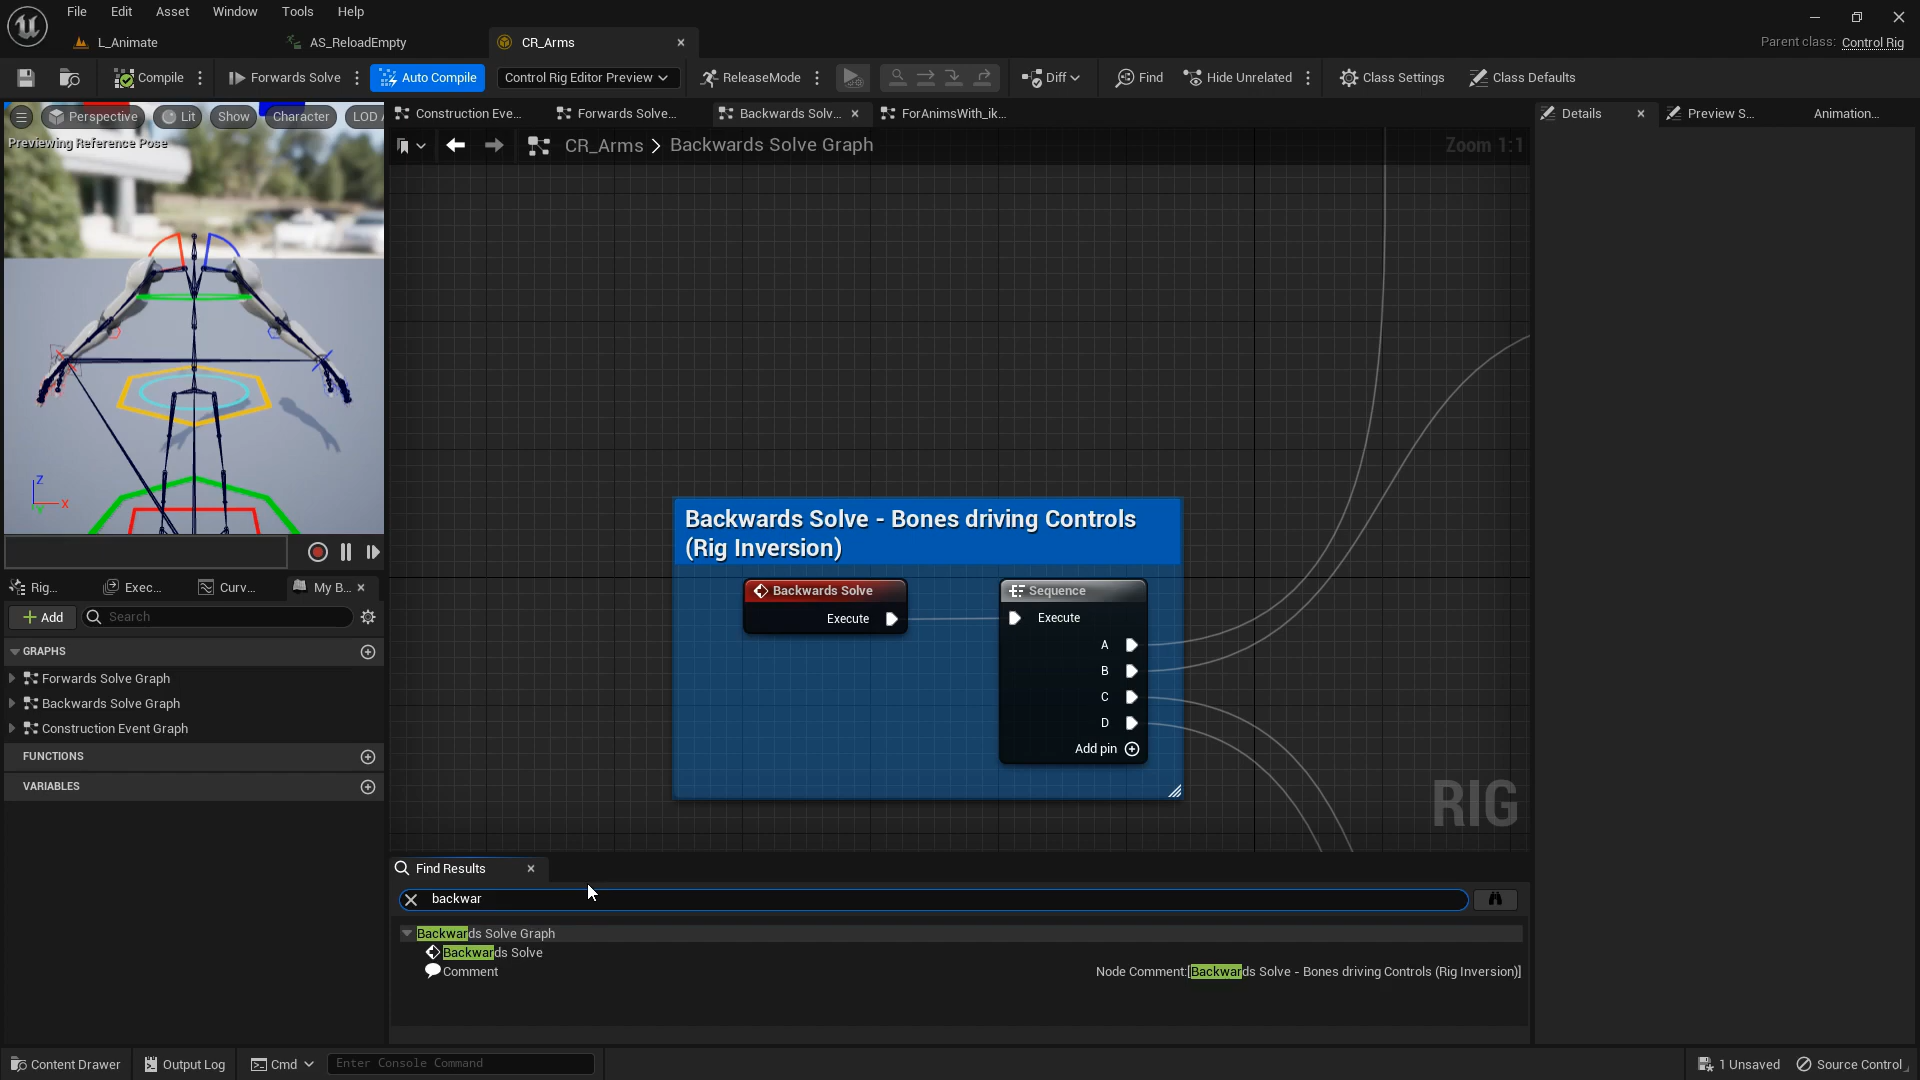 File Edit Asset Window Tools Help
L_Animate AS_ReloadEmpty CR_Arms
Parent class: Control Rig
Compile Forwards Solve Auto Compile Control Rig Editor Preview ReleaseMode Diff Find Hide Unrelated Class Settings Class Defaults
Perspective Lit Show Character LOD
Previewing Reference Pose
Construction Eve... Forwards Solve... Backwards Solv... ForAnimsWith_ik...
Details Preview S... Animation...
CR_Arms > Backwards Solve Graph
Zoom 1:1
Z
X
Y
Backwards Solve - Bones driving Controls
(Rig Inversion)
Backwards Solve
Execute
Sequence
Execute
A
B
C
D
Add pin
RIG
Rig... Exec... Curv... My B...
Add Search
GRAPHS
Forwards Solve Graph
Backwards Solve Graph
Construction Event Graph
FUNCTIONS
VARIABLES
Find Results
backwar
Backwards Solve Graph
Backwards Solve
Comment Node Comment:[Backwards Solve - Bones driving Controls (Rig Inversion)]
Content Drawer Output Log Cmd Enter Console Command 1 Unsaved Source Control